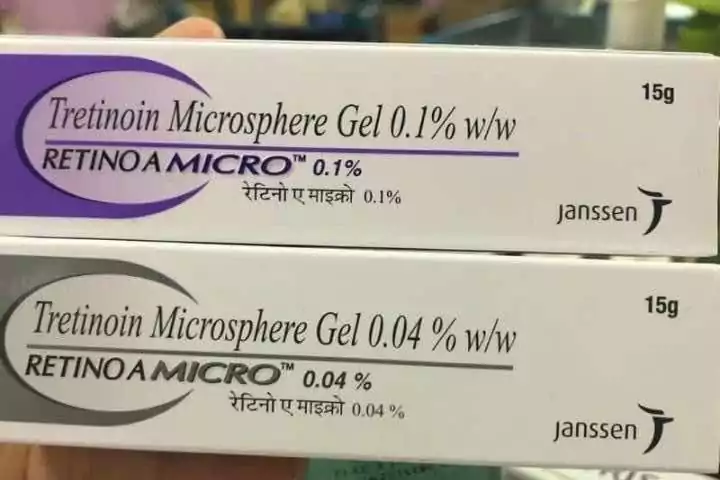 Tretinoin Microsphere Gel 0.1% w/w
15g
RETINO A MICRO™ 0.1%
रेटिनो ए माइक्रो 0.1%
janssen
Tretinoin Microsphere Gel 0.04 % w/w
15g
RETINO A MICRO™ 0.04 %
रेटिनो ए माइक्रो 0.04 %
janssen